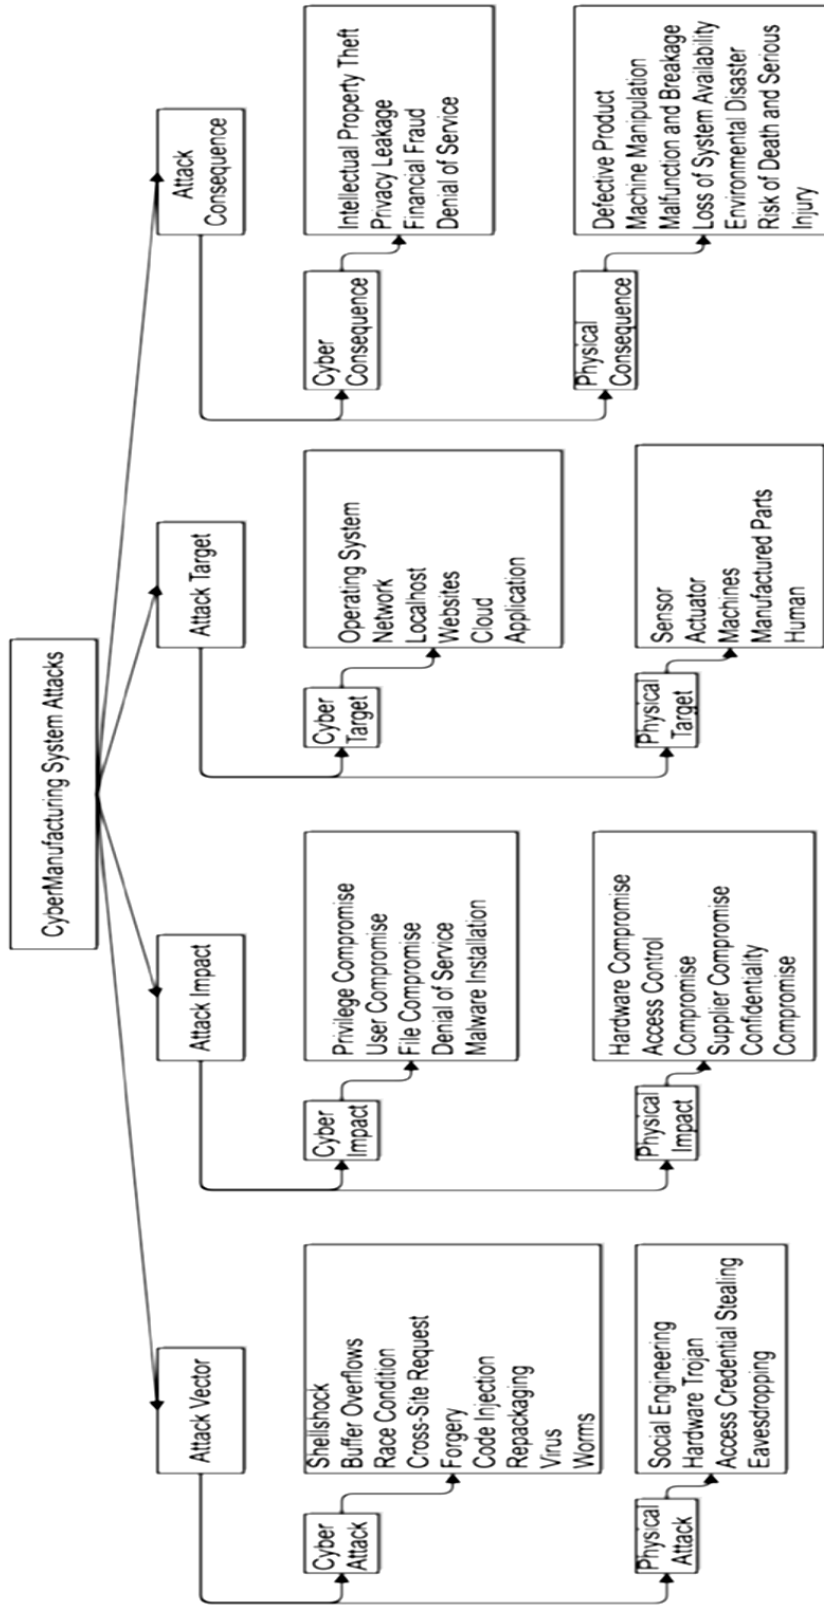 CyberManufacturing System Attacks
Attack Vector
Cyber
Attack
Shellshock
Buffer Overflows
Race Condition
Cross-Site Request
Forgery
Code Injection
Repackaging
Virus
Worms
Physical
Attack
Social Engineering
Hardware Trojan
Access Credential Stealing
Eavesdropping
Attack Impact
Cyber
Impact
Privilege Compromise
User Compromise
File Compromise
Denial of Service
Malware Installation
Physical
Impact
Hardware Compromise
Access Control
Compromise
Supplier Compromise
Confidentiality
Compromise
Attack Target
Cyber
Target
Operating System
Network
Localhost
Websites
Cloud
Application
Physical
Target
Sensor
Actuator
Machines
Manufactured Parts
Human
Attack
Consequence
Cyber
Consequence
Intellectual Property Theft
Privacy Leakage
Financial Fraud
Denial of Service
Physical
Consequence
Defective Product
Machine Manipulation
Malfunction and Breakage
Loss of System Availability
Environmental Disaster
Risk of Death and Serious
Injury